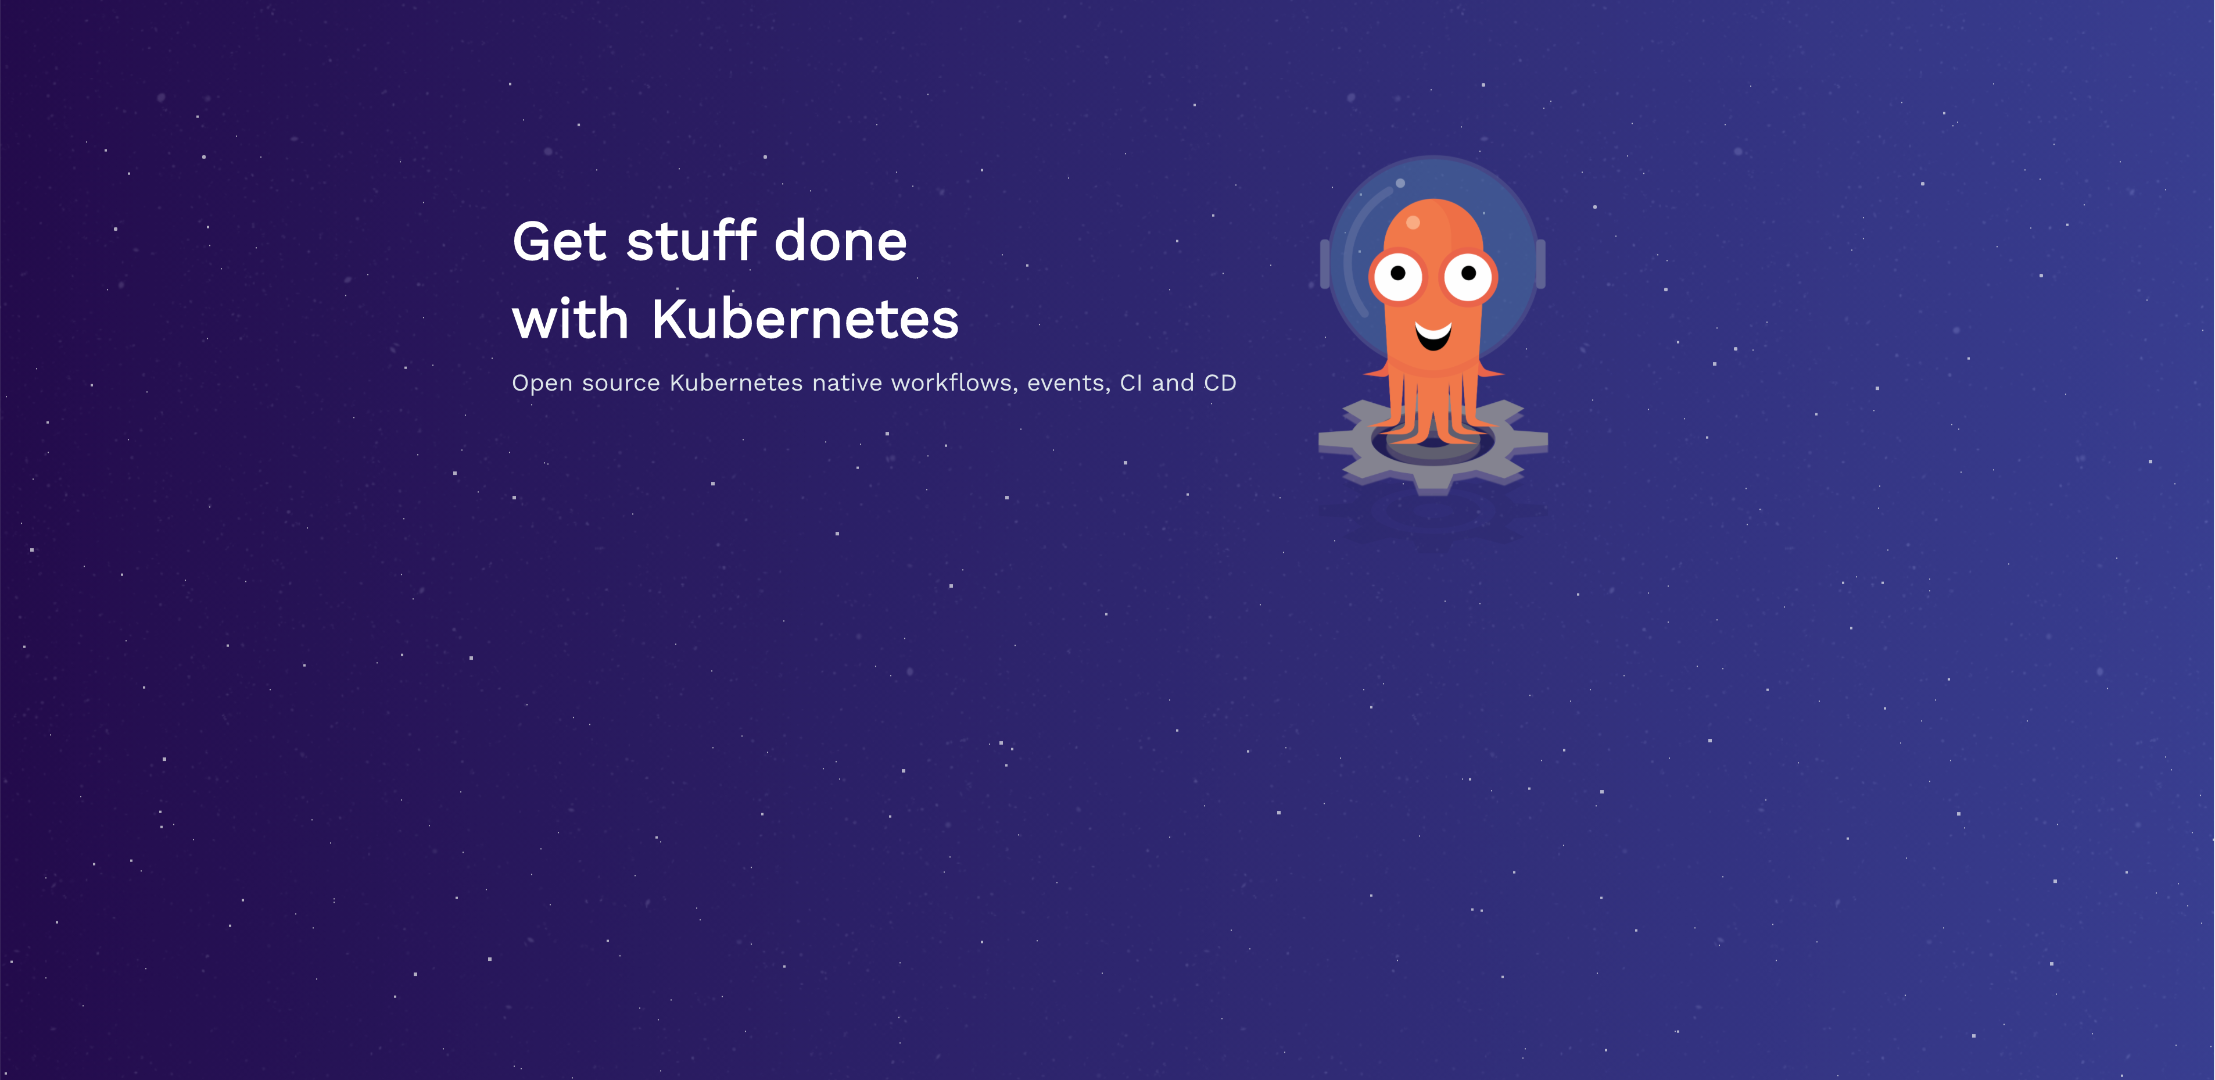 Get stuff done
with Kubernetes
Open source Kubernetes native workflows, events, CI and CD